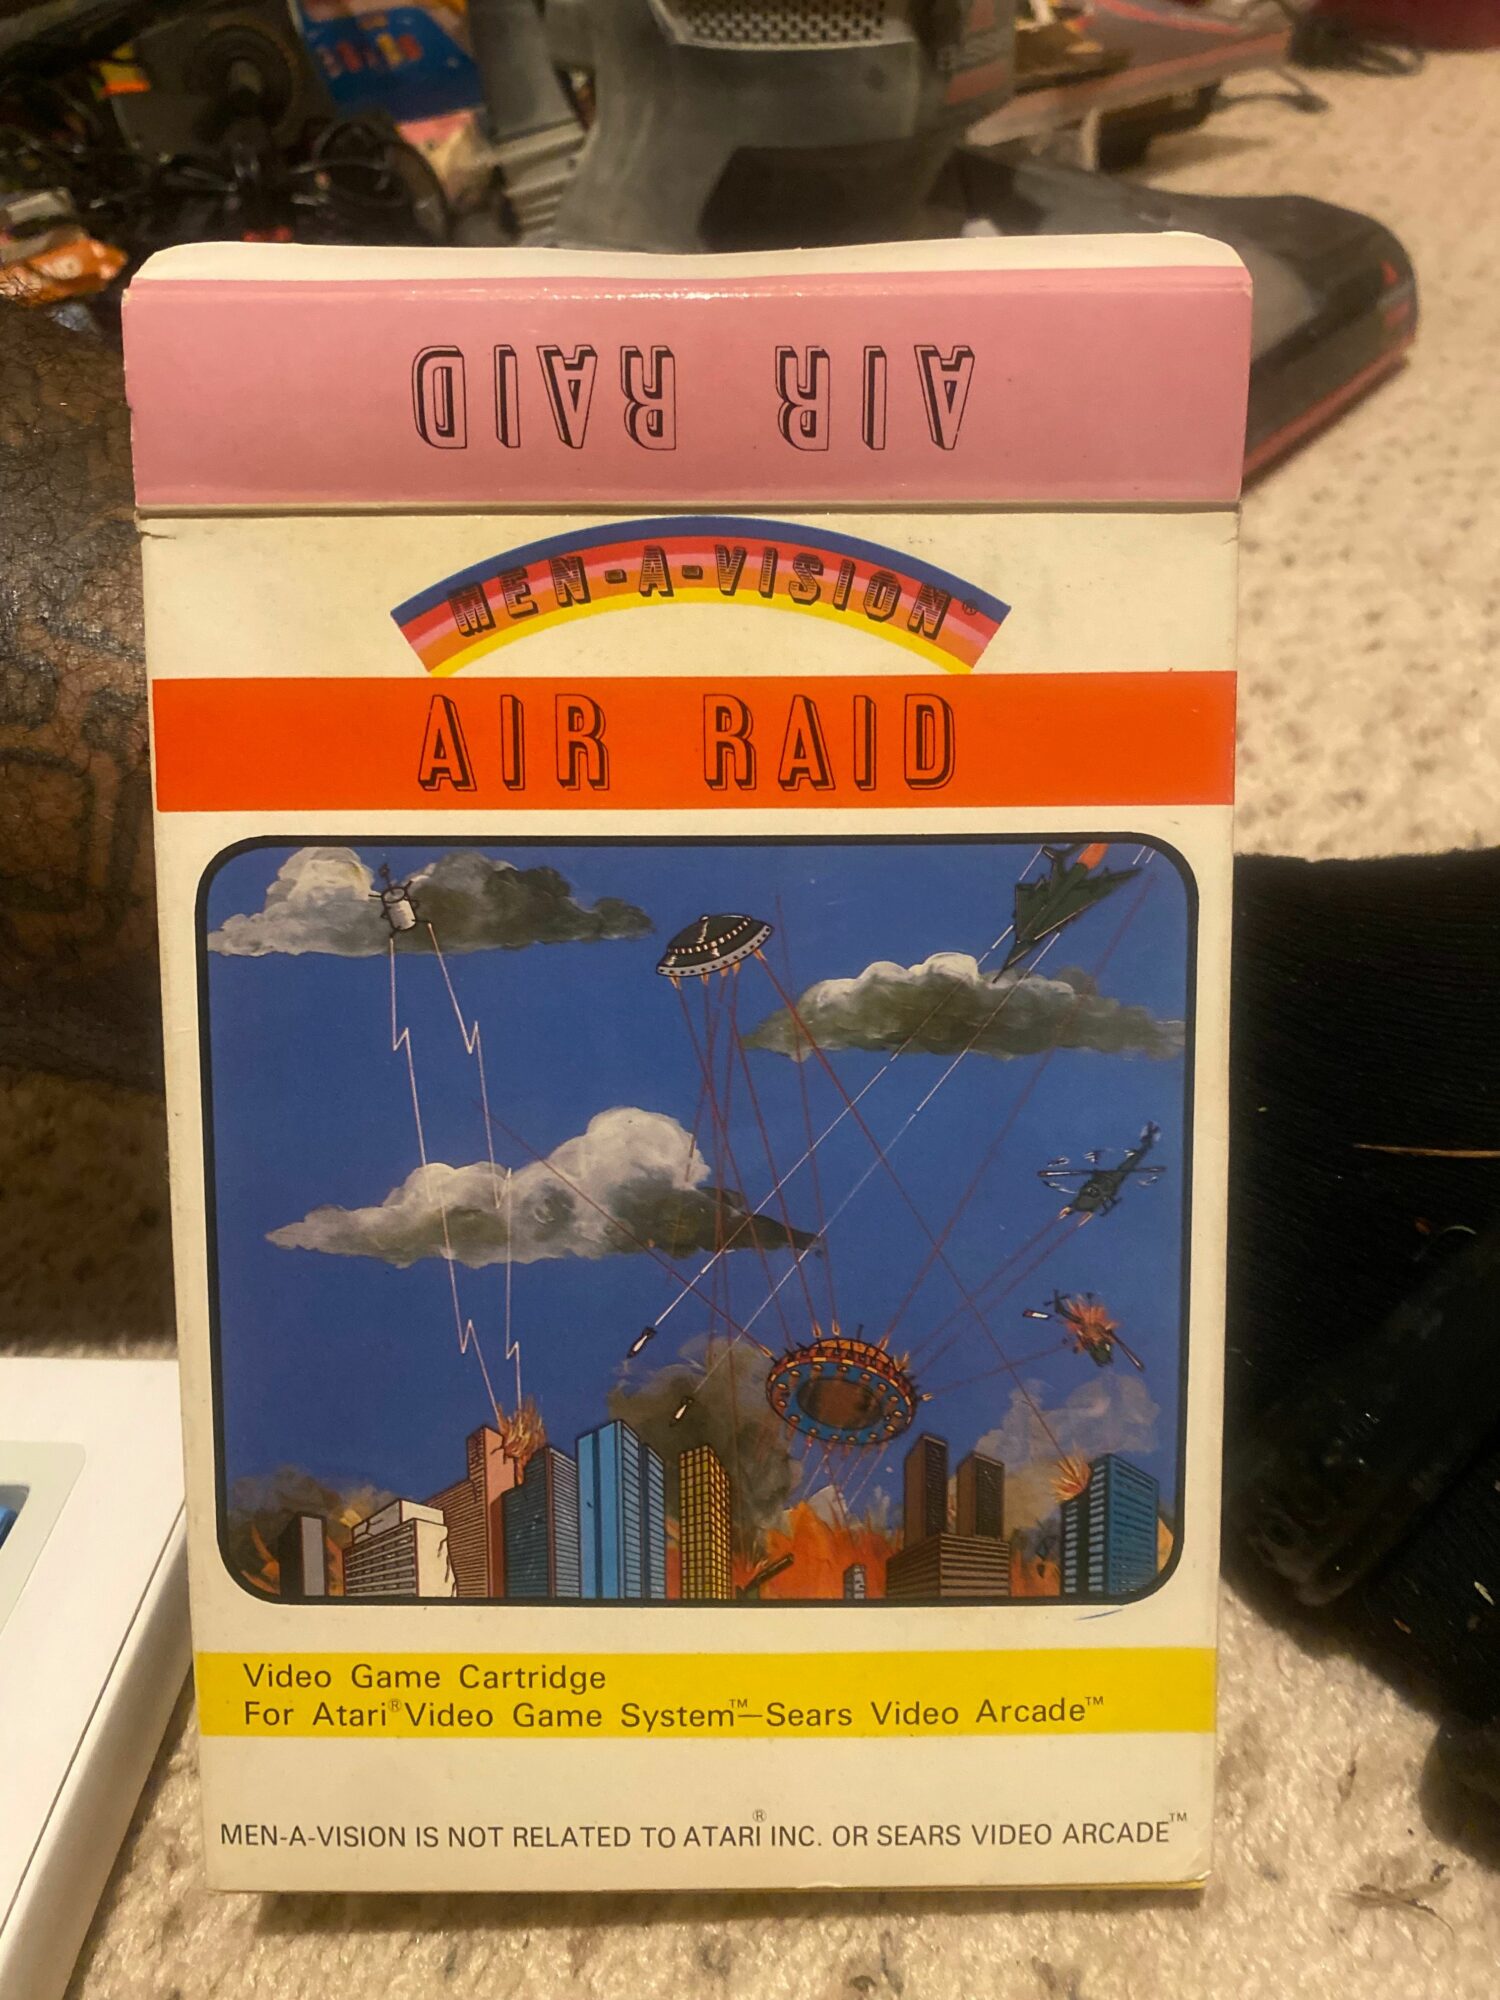 AIR RAID
MEN-A-VISION®
AIR RAID
Video Game Cartridge
For Atari® Video Game System™—Sears Video Arcade™
MEN-A-VISION IS NOT RELATED TO ATARI® INC. OR SEARS VIDEO ARCADE™